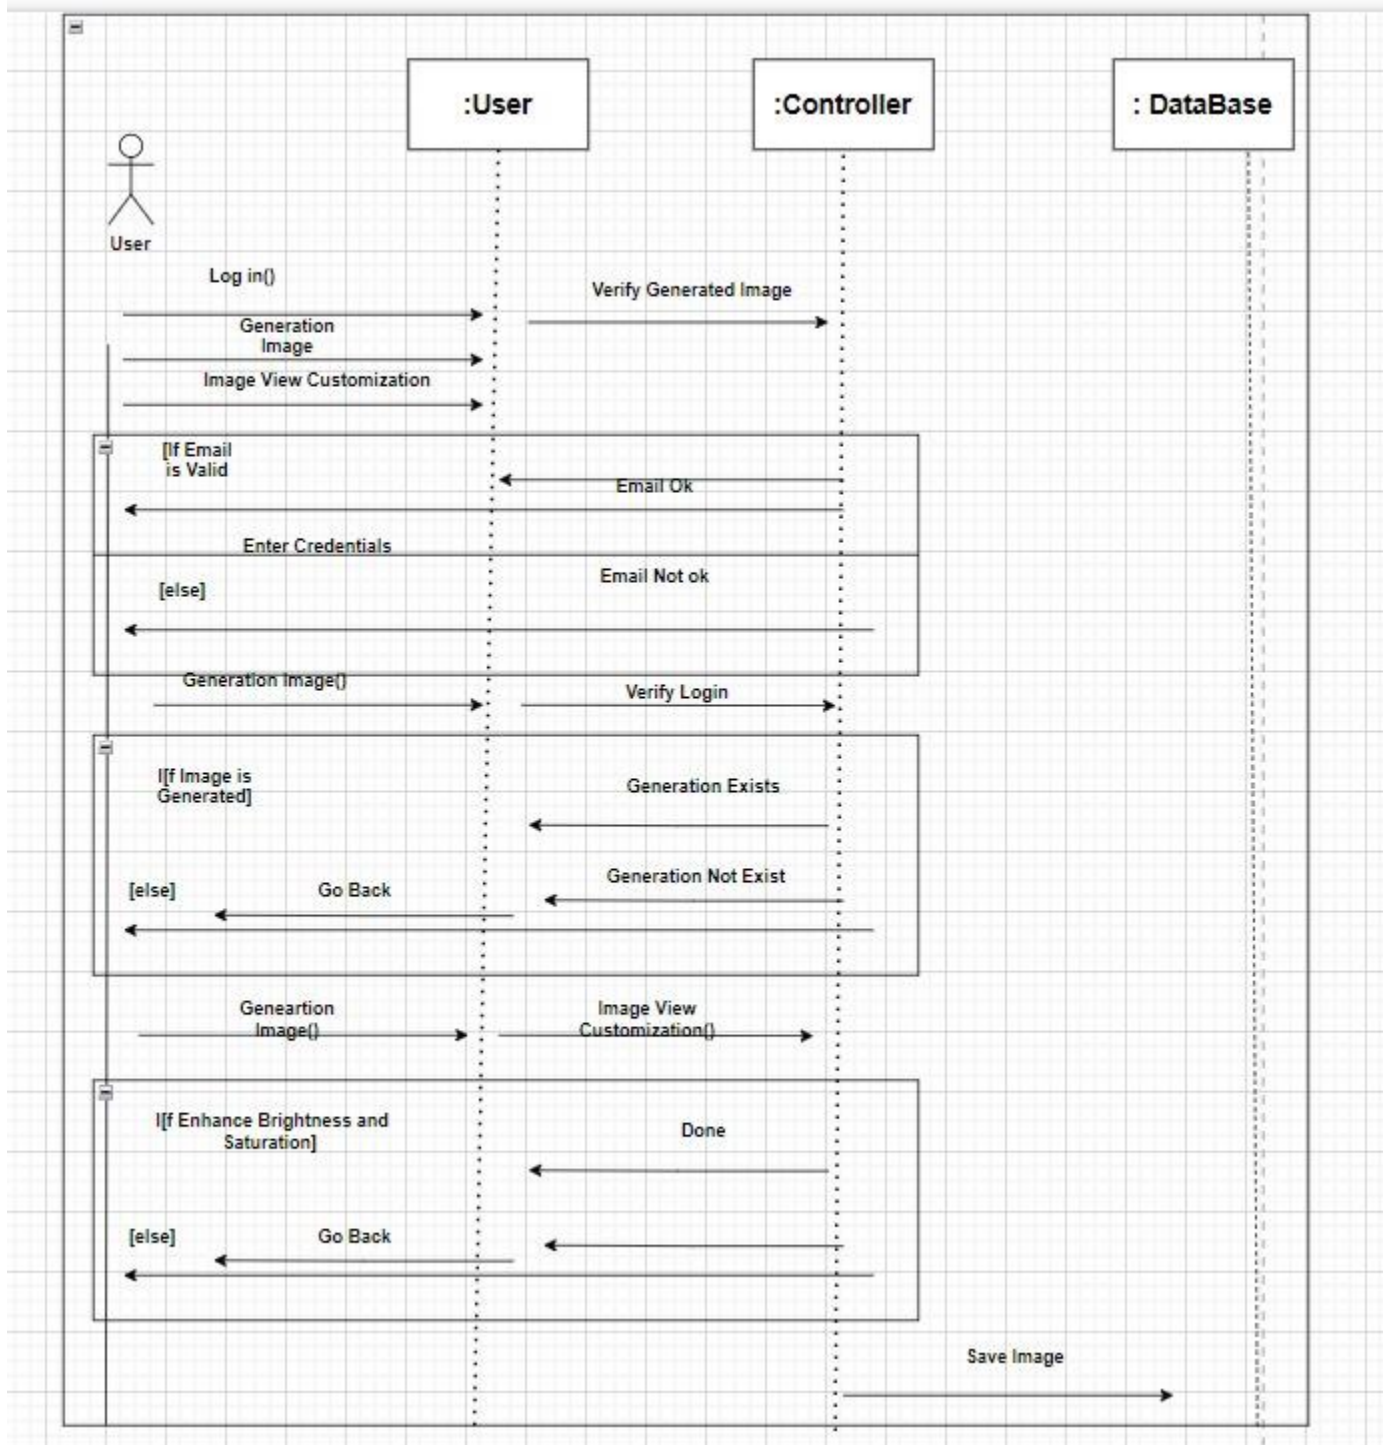 :User
:Controller
: DataBase
User
Log in()
Verify Generated Image
Generation
Image
Image View Customization
[If Email
is Valid
Email Ok
Enter Credentials
Email Not ok
[else]
Generation Image()
Verify Login
I[f Image is
Generated]
Generation Exists
Generation Not Exist
[else]
Go Back
Geneartion
Image()
Image View
Customization()
I[f Enhance Brightness and
Saturation]
Done
[else]
Go Back
Save Image